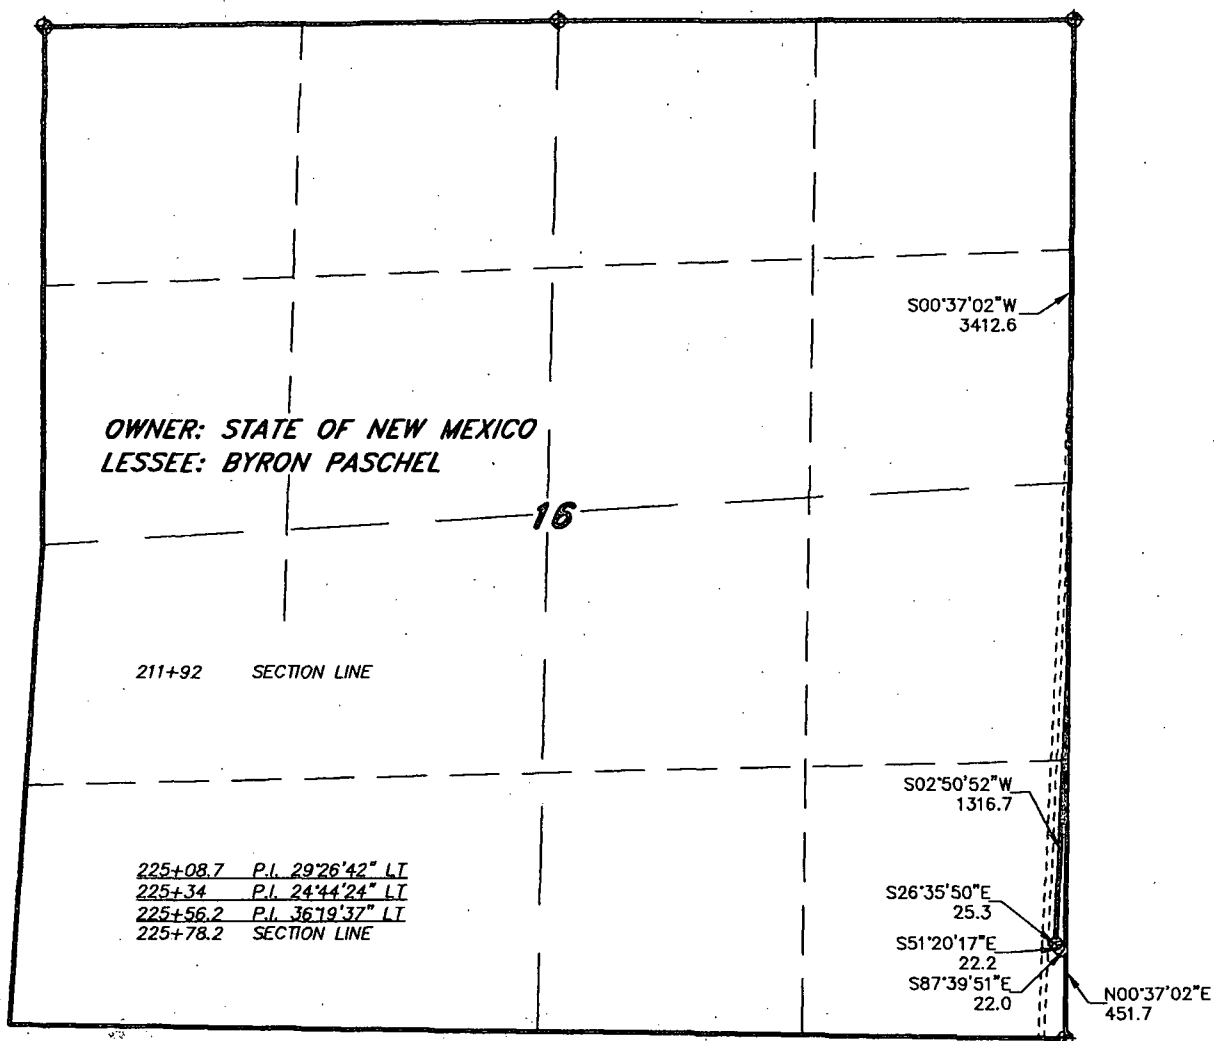 S00°37'02"W
3412.6
OWNER: STATE OF NEW MEXICO
LESSEE: BYRON PASCHEL
16
211+92 SECTION LINE
S02°50'52"W
1316.7
225+08.7 P.I. 29°26'42" LT
225+34 P.I. 24°44'24" LT
225+56.2 P.I. 36°19'37" LT
225+78.2 SECTION LINE
S26°35'50"E
25.3
S51°20'17"E
22.2
S87°39'51"E
22.0
N00°37'02"E
451.7